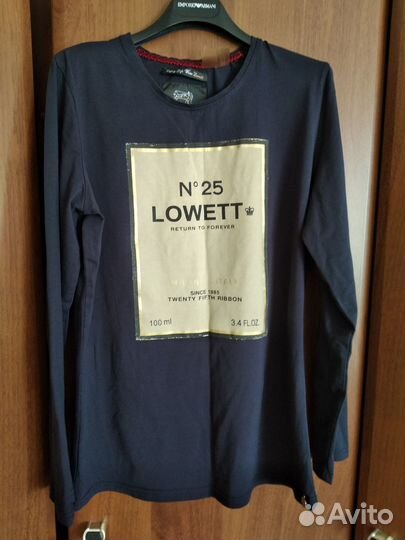 EMPORIO ARMANI
N° 25
LOWETT
RETURN TO FOREVER
SINCE 1985
TWENTY FIFTH RIBBON
100 ml 3.4 FL.OZ.
Avito